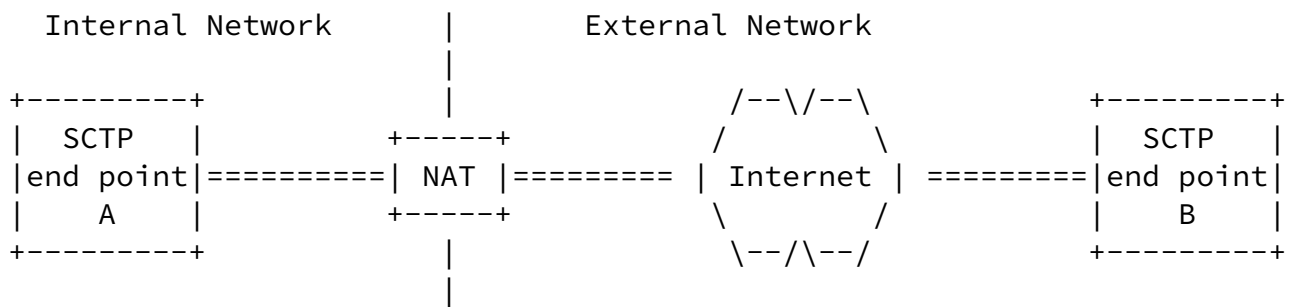 Internal Network | External Network
|
+---------+ | /--\/--\ +---------+
| SCTP | +-----+ / \ | SCTP |
|end point|==========| NAT |========= | Internet | =========|end point|
| A | +-----+ \ / | B |
+---------+ | \--/\--/ +---------+
|